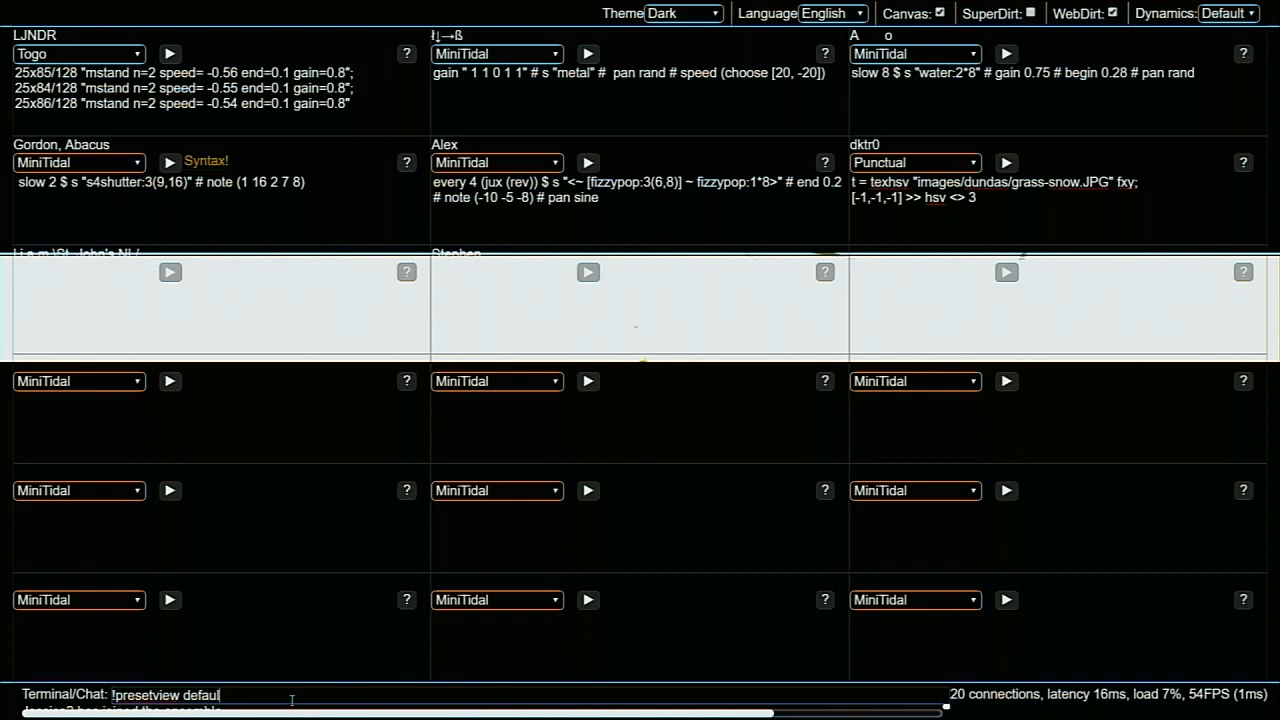 Theme Dark Language English Canvas: SuperDirt: WebDirt: Dynamics: Default
LJNDR
Togo ?
25x85/128 "mstand n=2 speed= -0.56 end=0.1 gain=0.8";
25x84/128 "mstand n=2 speed= -0.55 end=0.1 gain=0.8";
25x86/128 "mstand n=2 speed= -0.54 end=0.1 gain=0.8"
ł↓→ß
MiniTidal ?
gain " 1 1 0 1 1" # s "metal" # pan rand # speed (choose [20, -20])
A o
MiniTidal ?
slow 8 $ s "water:2*8" # gain 0.75 # begin 0.28 # pan rand
Gordon, Abacus
MiniTidal Syntax! ?
slow 2 $ s "s4shutter:3(9,16)" # note (1 16 2 7 8)
Alex
MiniTidal ?
every 4 (jux (rev)) $ s "<~ [fizzypop:3(6,8)] ~ fizzypop:1*8>" # end 0.2
# note (-10 -5 -8) # pan sine
dktr0
Punctual ?
t = texhsv "images/dundas/grass-snow.JPG" fxy;
[-1,-1,-1] >> hsv <> 3
Stephen
? ? ?
MiniTidal ? MiniTidal ? MiniTidal ?
MiniTidal ? MiniTidal ? MiniTidal ?
MiniTidal ? MiniTidal ? MiniTidal ?
Terminal/Chat: !presetview defaul
20 connections, latency 16ms, load 7%, 54FPS (1ms)